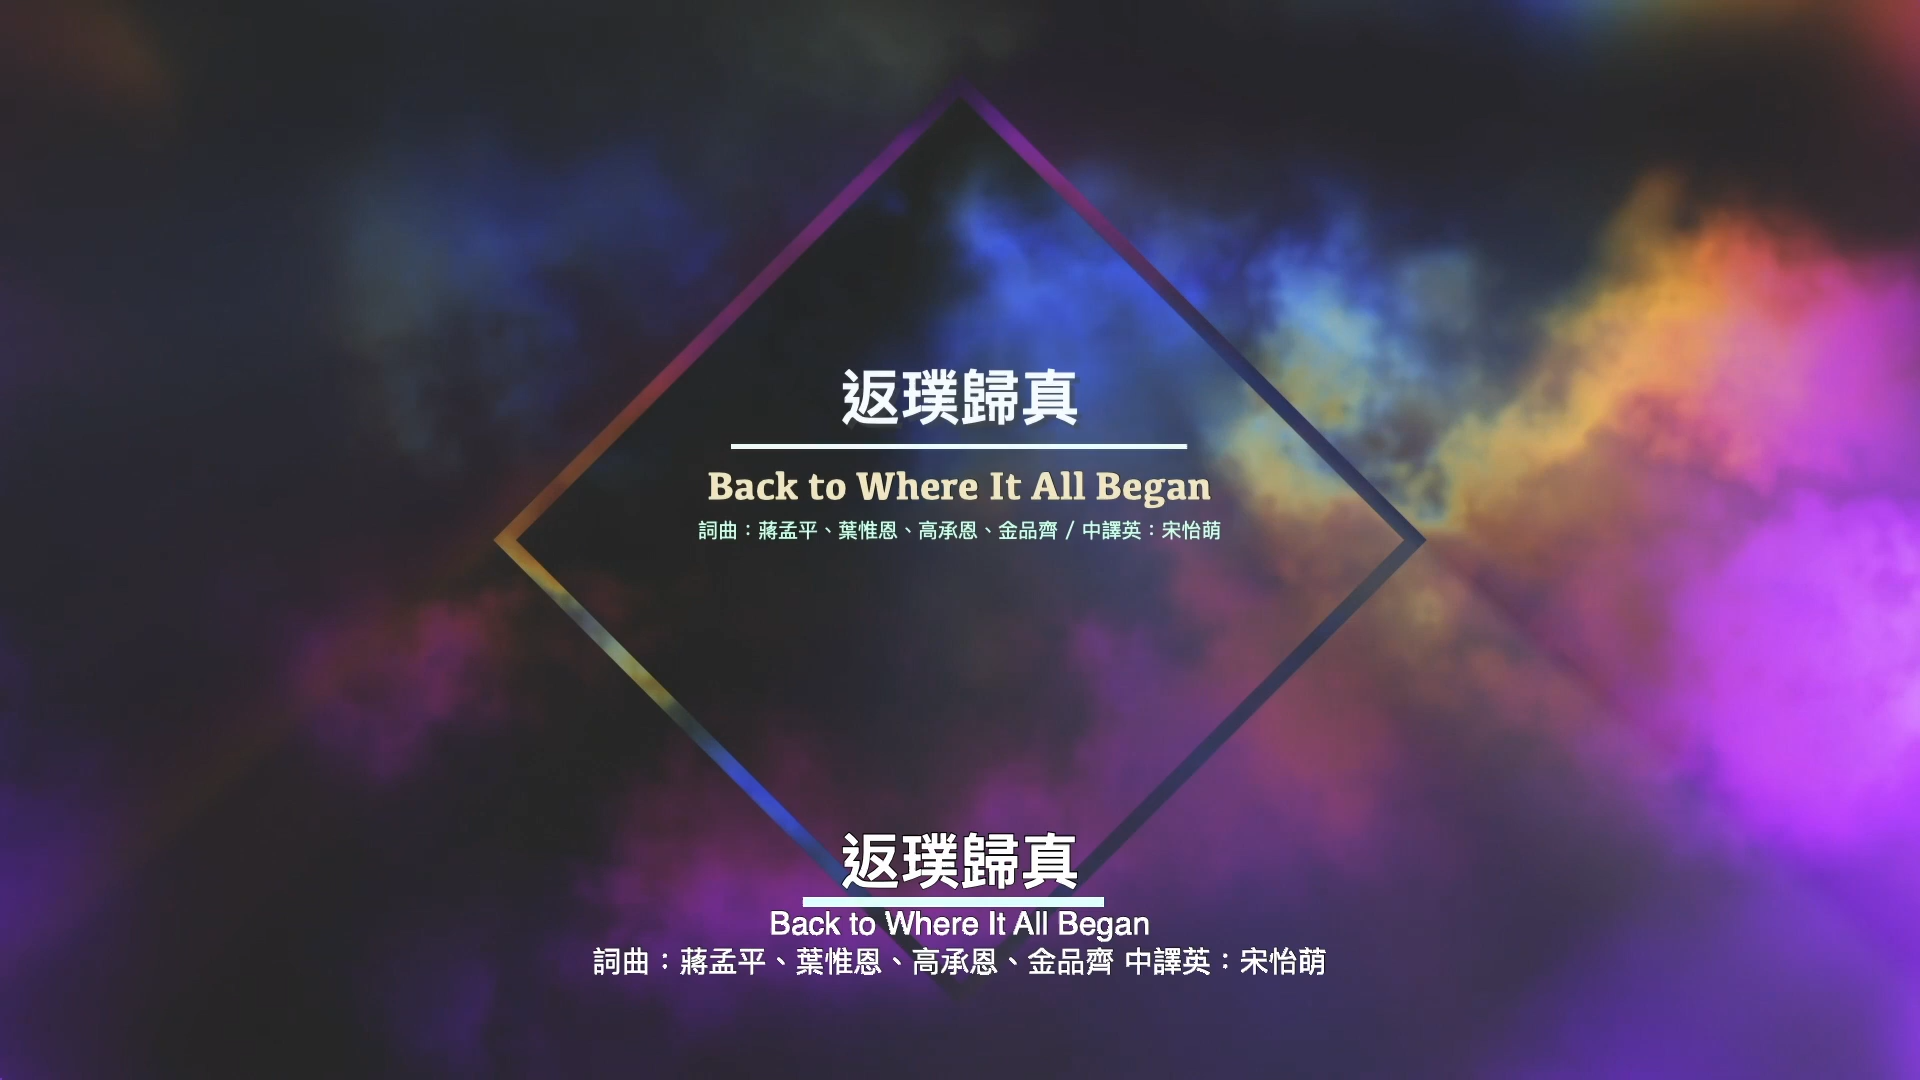 返璞歸真
Back to Where It All Began
詞曲：蔣孟平、葉惟恩、高承恩、金品齊 / 中譯英：宋怡萌
返璞歸真
Back to Where It All Began
詞曲：蔣孟平、葉惟恩、高承恩、金品齊 中譯英：宋怡萌